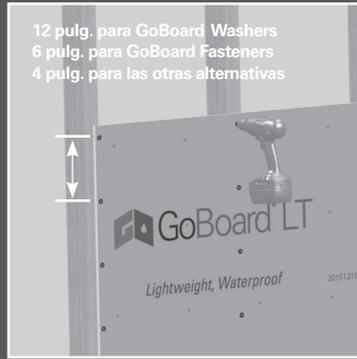 12 pulg. para GoBoard Washers
6 pulg. para GoBoard Fasteners
4 pulg. para las otras alternativas
GoBoard LT
Lightweight, Waterproof
20151219